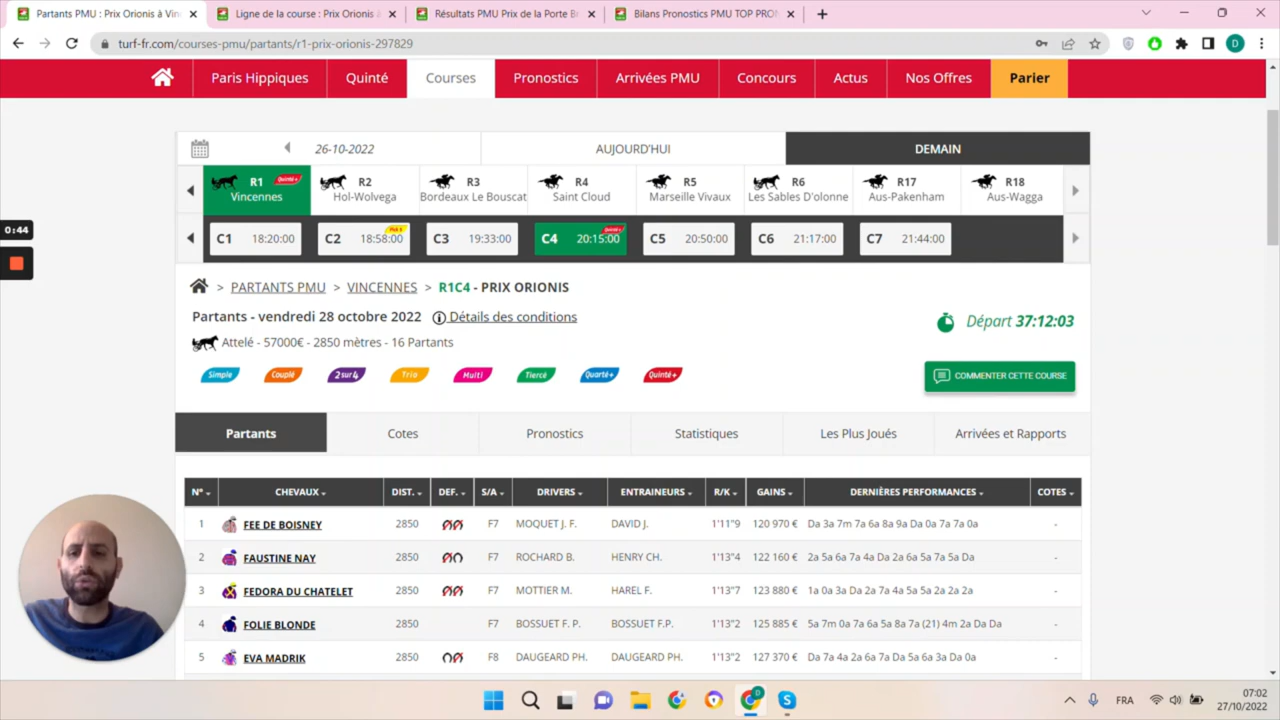 Partants PMU : Prix Orionis à Vin
Ligne de la course : Prix Orionis
Résultats PMU Prix de la Porte
Bilans Pronostics PMU TOP PRO
turf-fr.com/courses-pmu/partants/r1-prix-orionis-297829
Paris Hippiques Quinté Courses Pronostics Arrivées PMU Concours Actus Nos Offres Parier
26-10-2022 AUJOURD'HUI DEMAIN
R1 Quinté+ R2 R3 R4 R5 R6 R17 R18
Vincennes Hol-Wolvega Bordeaux Le Bouscat Saint Cloud Marseille Vivaux Les Sables D'olonne Aus-Pakenham Aus-Wagga
0:44
C1 18:20:00 C2 18:58:00 C3 19:33:00 C4 20:15:00 C5 20:50:00 C6 21:17:00 C7 21:44:00
> PARTANTS PMU > VINCENNES > R1C4 - PRIX ORIONIS
Partants - vendredi 28 octobre 2022 Détails des conditions
Départ 37:12:03
Attelé - 57000€ - 2850 mètres - 16 Partants
Simple Couplé 2sur4 Trio Multi Tiercé Quarté+ Quinté+
COMMENTER CETTE COURSE
Partants Cotes Pronostics Statistiques Les Plus Joués Arrivées et Rapports
N° CHEVAUX DIST. DEF. S/A DRIVERS ENTRAINEURS R/K GAINS DERNIÈRES PERFORMANCES COTES
1 FEE DE BOISNEY 2850 F7 MOQUET J. F. DAVID J. 1'11"9 120 970 € Da 3a 7m 7a 6a 8a 9a Da 0a 7a 7a 0a -
2 FAUSTINE NAY 2850 F7 ROCHARD B. HENRY CH. 1'13"4 122 160 € 2a 5a 6a 7a 4a Da 2a 6a 5a 7a 5a Da -
3 FEDORA DU CHATELET 2850 F7 MOTTIER M. HAREL F. 1'13"7 123 880 € 1a 0a 3a Da 2a 7a 4a 5a 5a 2a 2a 2a -
4 FOLIE BLONDE 2850 F7 BOSSUET F. P. BOSSUET F.P. 1'13"2 125 885 € 5a 7m 0a 7a 6a 5a 8a 7a (21) 4m 2a Da Da -
5 EVA MADRIK 2850 F8 DAUGEARD PH. DAUGEARD PH. 1'13"2 127 370 € Da 7a 4a 2a 6a 7a Da 5a 6a 3a Da 0a -
FRA
07:02
27/10/2022